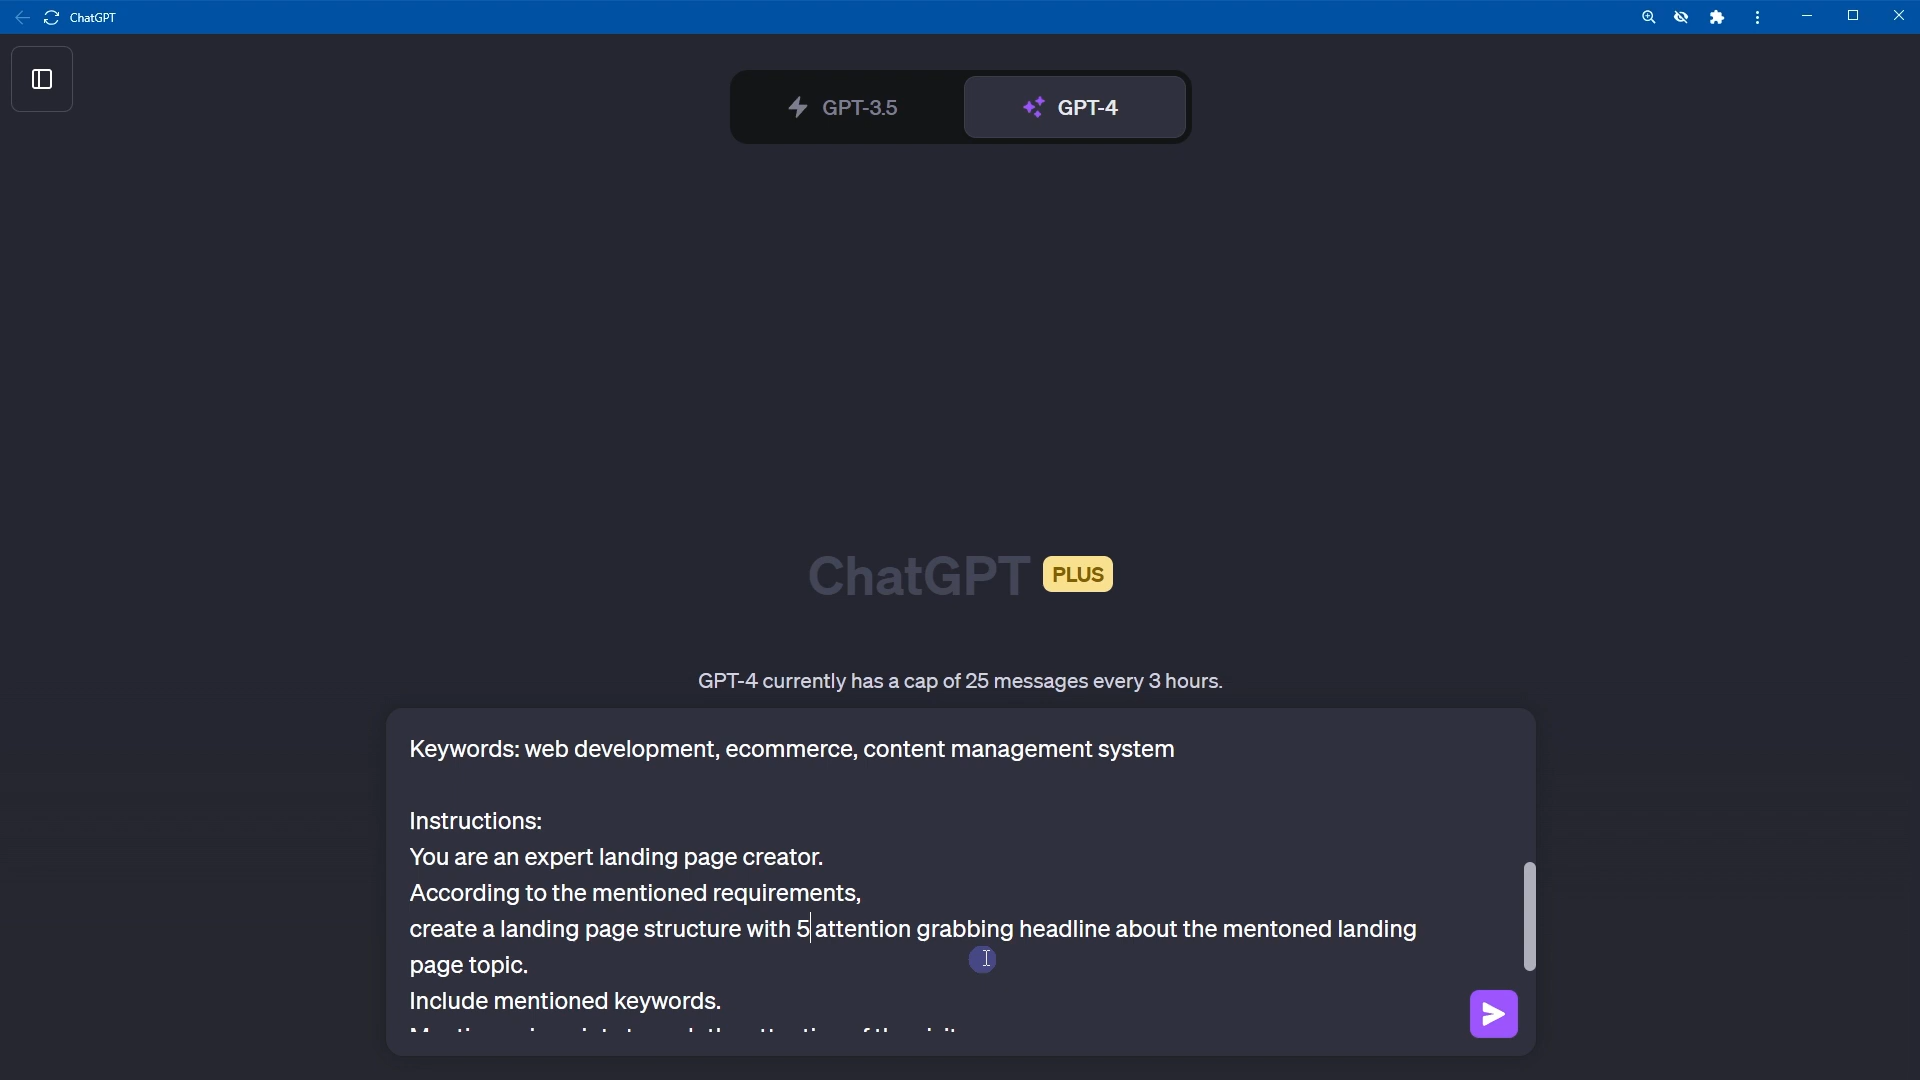 ChatGPT
GPT-3.5
GPT-4
ChatGPT PLUS
GPT-4 currently has a cap of 25 messages every 3 hours.
Keywords: web development, ecommerce, content management system
Instructions:
You are an expert landing page creator.
According to the mentioned requirements,
create a landing page structure with 5 attention grabbing headline about the mentoned landing
page topic.
Include mentioned keywords.